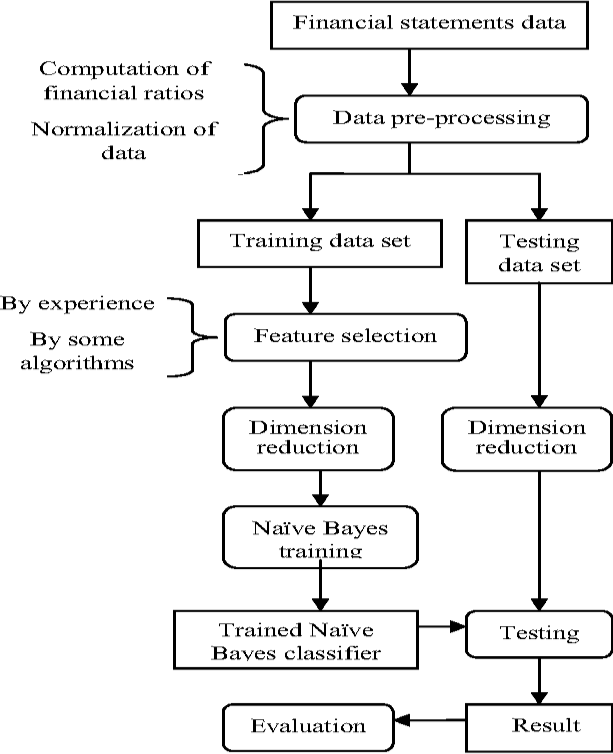 Financial statements data
Computation of
financial ratios
Normalization of
data
Data pre-processing
Training data set
Testing
data set
By experience
By some
algorithms
Feature selection
Dimension
reduction
Dimension
reduction
Naïve Bayes
training
Trained Naïve
Bayes classifier
Testing
Evaluation
Result